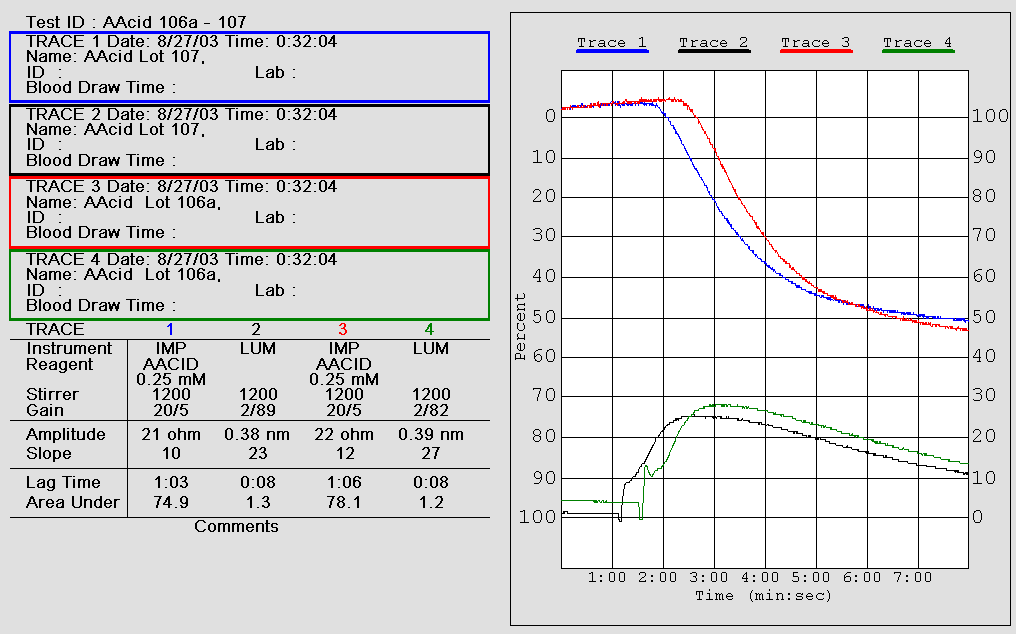 Test ID : AAcid 106a - 107
TRACE 1 Date: 8/27/03 Time: 0:32:04
Name: AAcid Lot 107,
ID : Lab :
Blood Draw Time :
TRACE 2 Date: 8/27/03 Time: 0:32:04
Name: AAcid Lot 107,
ID : Lab :
Blood Draw Time :
TRACE 3 Date: 8/27/03 Time: 0:32:04
Name: AAcid  Lot 106a,
ID : Lab :
Blood Draw Time :
TRACE 4 Date: 8/27/03 Time: 0:32:04
Name: AAcid  Lot 106a,
ID : Lab :
Blood Draw Time :
TRACE 1 2 3 4
Instrument IMP LUM IMP LUM
Reagent AACID AACID
0.25 mM 0.25 mM
Stirrer 1200 1200 1200 1200
Gain 20/5 2/89 20/5 2/82
Amplitude 21 ohm 0.38 nm 22 ohm 0.39 nm
Slope 10 23 12 27
Lag Time 1:03 0:08 1:06 0:08
Area Under 74.9 1.3 78.1 1.2
Comments
Trace 1 Trace 2 Trace 3 Trace 4
0 100
10 90
20 80
30 70
40 60
50 50
Percent
60 40
70 30
80 20
90 10
100 0
1:00 2:00 3:00 4:00 5:00 6:00 7:00
Time (min:sec)